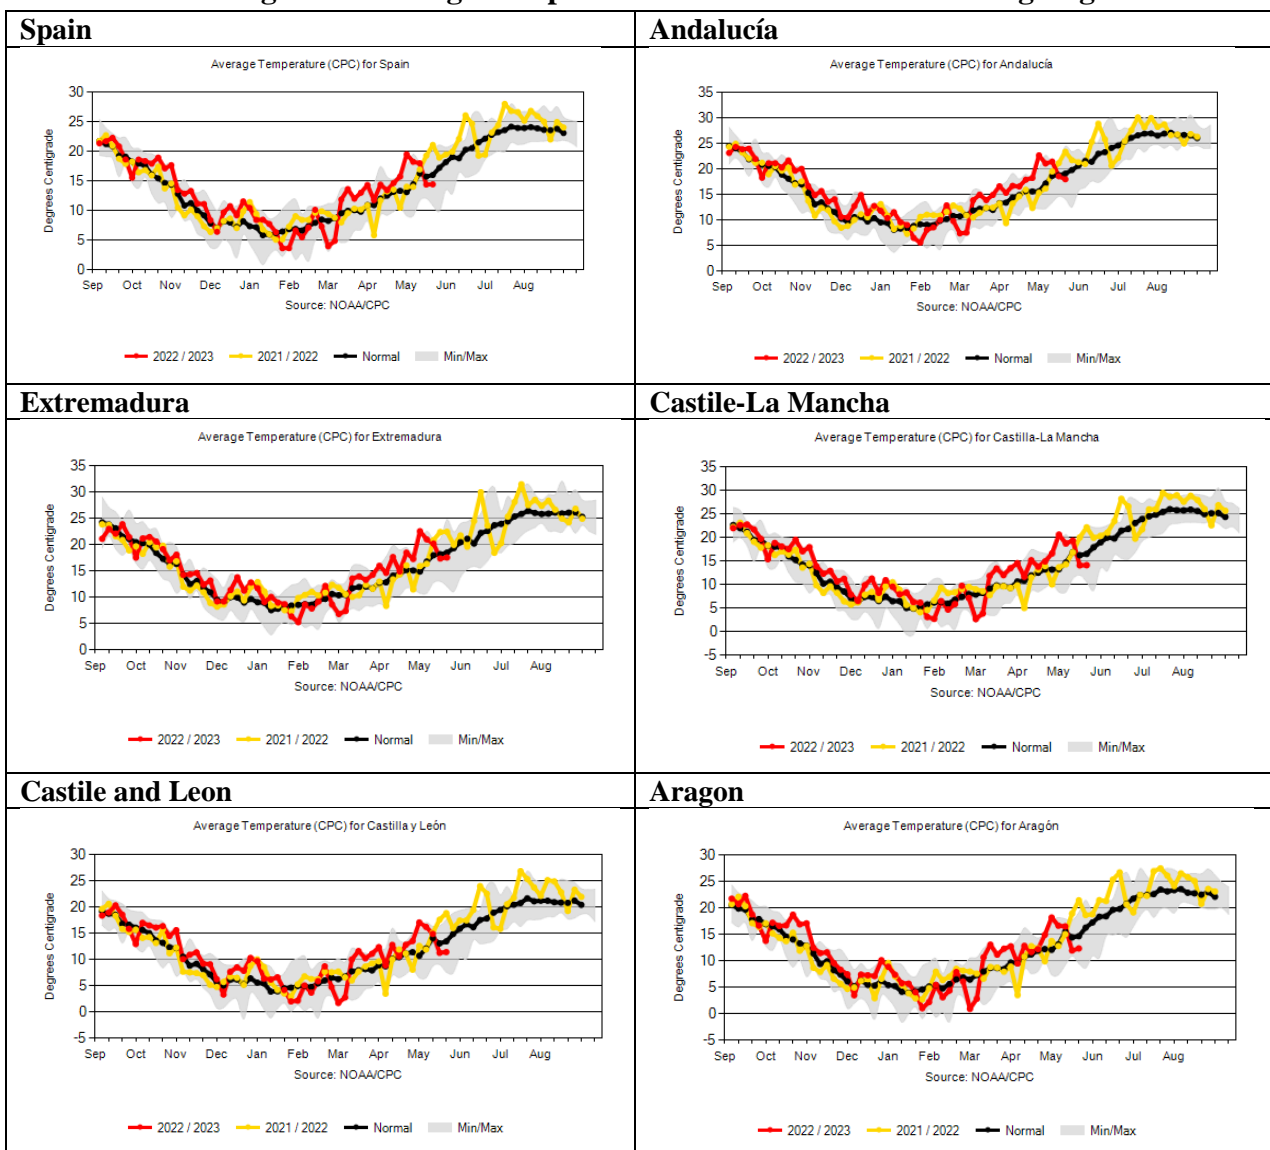 Spain
Average Temperature (CPC) for Spain
Degrees Centigrade
30
25
20
15
10
5
0
Sep Oct Nov Dec Jan Feb Mar Apr May Jun Jul Aug
Source: NOAA/CPC
2022 / 2023 2021 / 2022 Normal Min/Max
Andalucía
Average Temperature (CPC) for Andalucía
Degrees Centigrade
35
30
25
20
15
10
5
0
Sep Oct Nov Dec Jan Feb Mar Apr May Jun Jul Aug
Source: NOAA/CPC
2022 / 2023 2021 / 2022 Normal Min/Max
Extremadura
Average Temperature (CPC) for Extremadura
Degrees Centigrade
35
30
25
20
15
10
5
0
Sep Oct Nov Dec Jan Feb Mar Apr May Jun Jul Aug
Source: NOAA/CPC
2022 / 2023 2021 / 2022 Normal Min/Max
Castile-La Mancha
Average Temperature (CPC) for Castilla-La Mancha
Degrees Centigrade
35
30
25
20
15
10
5
0
-5
Sep Oct Nov Dec Jan Feb Mar Apr May Jun Jul Aug
Source: NOAA/CPC
2022 / 2023 2021 / 2022 Normal Min/Max
Castile and Leon
Average Temperature (CPC) for Castilla y León
Degrees Centigrade
30
25
20
15
10
5
0
-5
Sep Oct Nov Dec Jan Feb Mar Apr May Jun Jul Aug
Source: NOAA/CPC
2022 / 2023 2021 / 2022 Normal Min/Max
Aragon
Average Temperature (CPC) for Aragón
Degrees Centigrade
30
25
20
15
10
5
0
-5
Sep Oct Nov Dec Jan Feb Mar Apr May Jun Jul Aug
Source: NOAA/CPC
2022 / 2023 2021 / 2022 Normal Min/Max